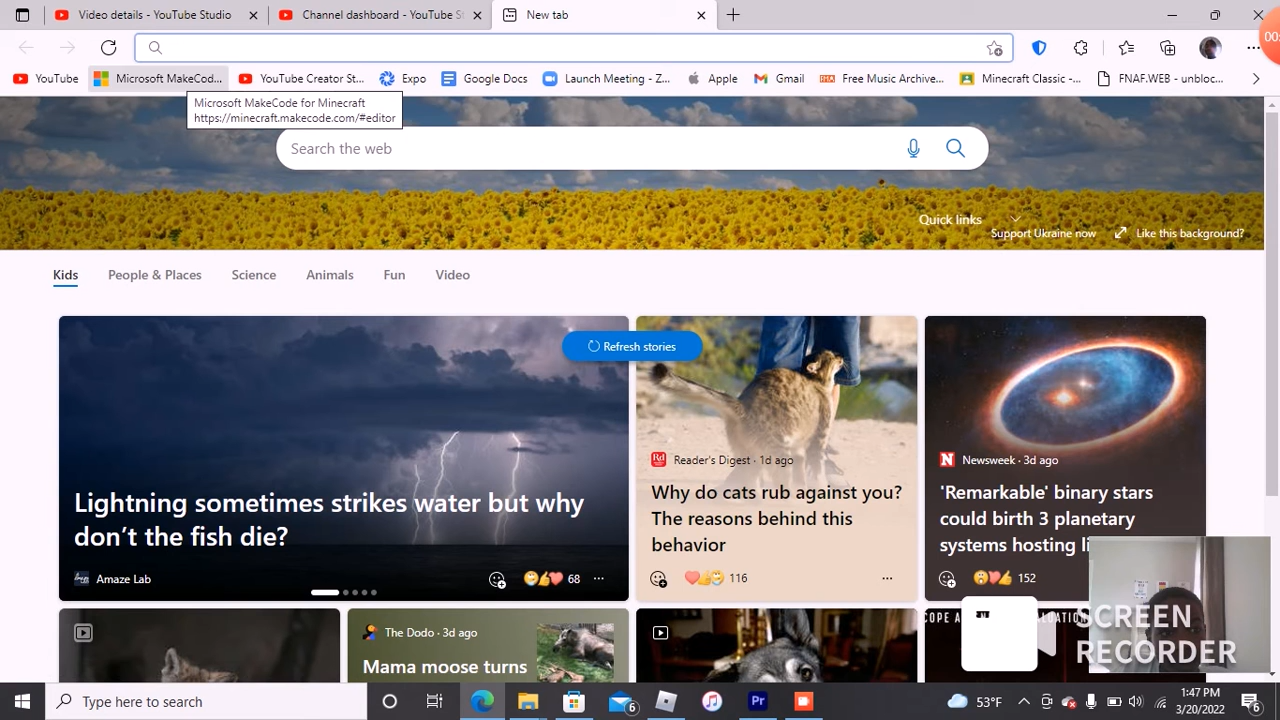 Video details - YouTube Studio
Channel dashboard - YouTube St
New tab
00:
YouTube
Microsoft MakeCod...
YouTube Creator St...
Expo
Google Docs
Launch Meeting - Z...
Apple
Gmail
Free Music Archive...
Minecraft Classic -...
FNAF.WEB - unbloc...
Microsoft MakeCode for Minecraft
https://minecraft.makecode.com/#editor
Search the web
Quick links
Support Ukraine now
Like this background?
Kids
People & Places
Science
Animals
Fun
Video
Refresh stories
Lightning sometimes strikes water but why
don’t the fish die?
Amaze Lab
68
Reader's Digest · 1d ago
Why do cats rub against you?
The reasons behind this
behavior
116
Newsweek · 3d ago
'Remarkable' binary stars
could birth 3 planetary
systems hosting li
152
The Dodo · 3d ago
Mama moose turns
SCREEN
RECORDER
Type here to search
6
Pr
53°F
1:47 PM
3/20/2022
6